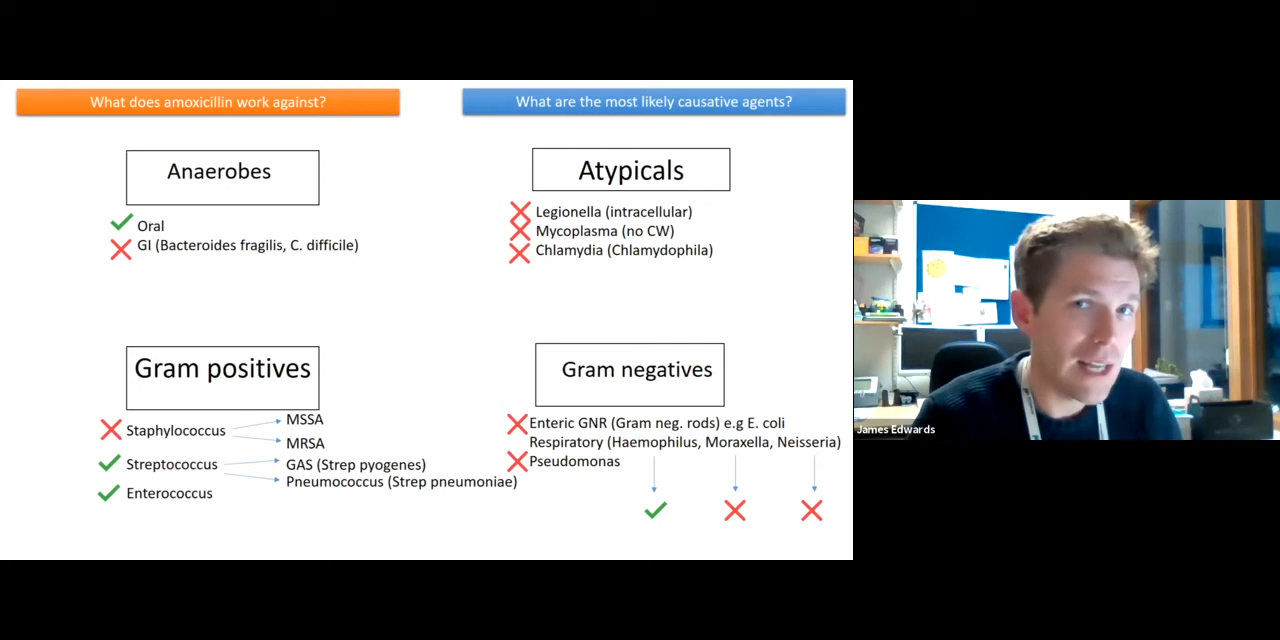 What does amoxicillin work against?
What are the most likely causative agents?
Anaerobes
Oral
GI (Bacteroides fragilis, C. difficile)
Atypicals
Legionella (intracellular)
Mycoplasma (no CW)
Chlamydia (Chlamydophila)
Gram positives
Staphylococcus
MSSA
MRSA
Streptococcus
GAS (Strep pyogenes)
Pneumococcus (Strep pneumoniae)
Enterococcus
Gram negatives
Enteric GNR (Gram neg. rods) e.g E. coli
Respiratory (Haemophilus, Moraxella, Neisseria)
Pseudomonas
James Edwards